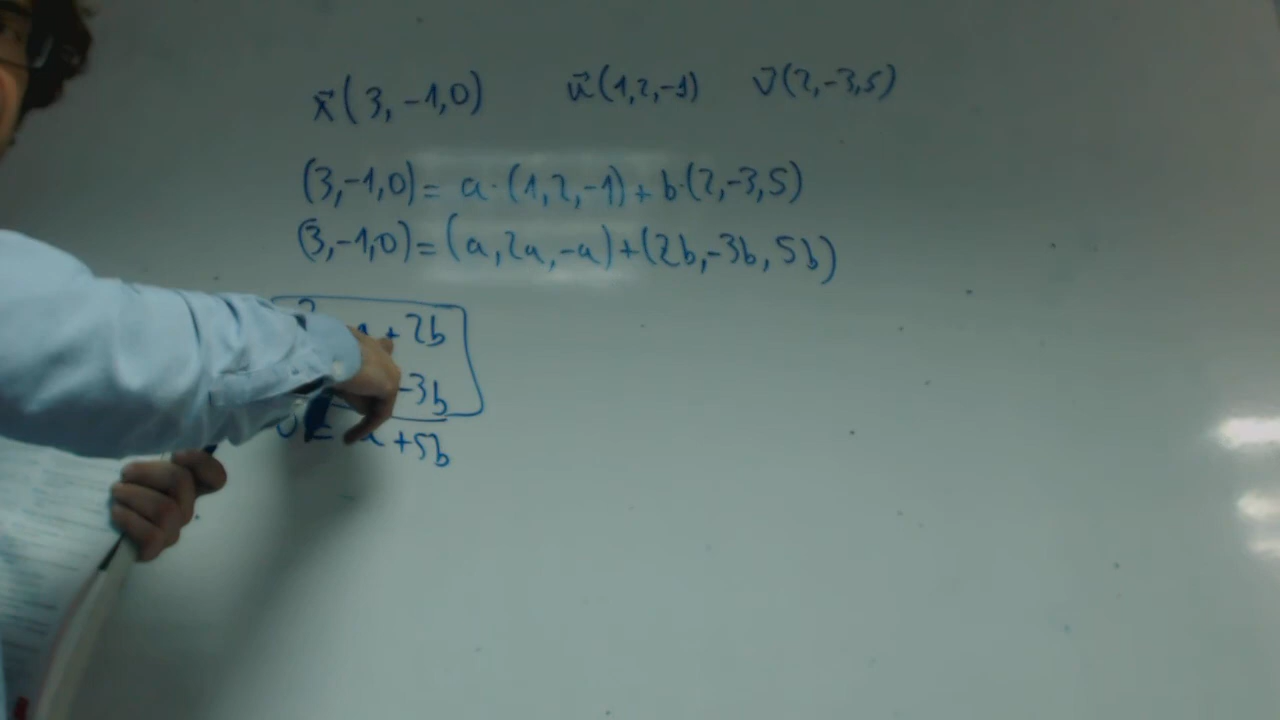 x⃗(3,-1,0) u⃗(1,2,-1) v⃗(2,-3,5)
(3,-1,0)= a·(1,2,-1)+b·(2,-3,5)
(3,-1,0)=(a,2a,-a)+(2b,-3b,5b)
+2b
-3b
+5b